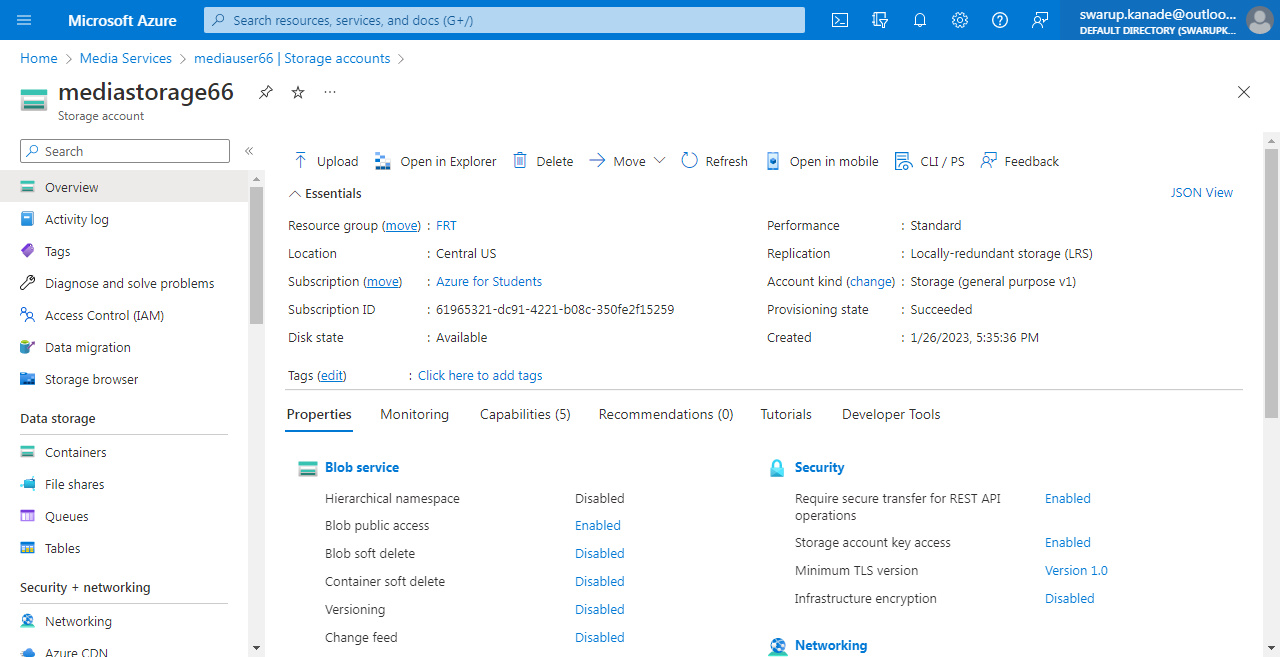 Microsoft Azure
Search resources, services, and docs (G+/)
swarup.kanade@outloo...
DEFAULT DIRECTORY (SWARUPK...
Home > Media Services > mediauser66 | Storage accounts >
mediastorage66
Storage account
Search
Overview
Activity log
Tags
Diagnose and solve problems
Access Control (IAM)
Data migration
Storage browser
Data storage
Containers
File shares
Queues
Tables
Security + networking
Networking
Azure CDN
Upload Open in Explorer Delete Move Refresh Open in mobile CLI / PS Feedback
Essentials
JSON View
Resource group (move) : FRT
Location : Central US
Subscription (move) : Azure for Students
Subscription ID : 61965321-dc91-4221-b08c-350fe2f15259
Disk state : Available
Performance : Standard
Replication : Locally-redundant storage (LRS)
Account kind (change) : Storage (general purpose v1)
Provisioning state : Succeeded
Created : 1/26/2023, 5:35:36 PM
Tags (edit) : Click here to add tags
Properties Monitoring Capabilities (5) Recommendations (0) Tutorials Developer Tools
Blob service
Hierarchical namespace Disabled
Blob public access Enabled
Blob soft delete Disabled
Container soft delete Disabled
Versioning Disabled
Change feed Disabled
Security
Require secure transfer for REST API Enabled
operations
Storage account key access Enabled
Minimum TLS version Version 1.0
Infrastructure encryption Disabled
Networking